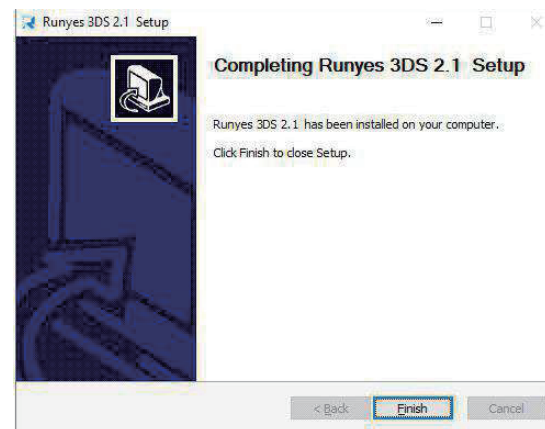 Runyes 3DS 2.1 Setup
Completing Runyes 3DS 2.1 Setup
Runyes 3DS 2.1 has been installed on your computer.
Click Finish to close Setup.
< Back Finish Cancel